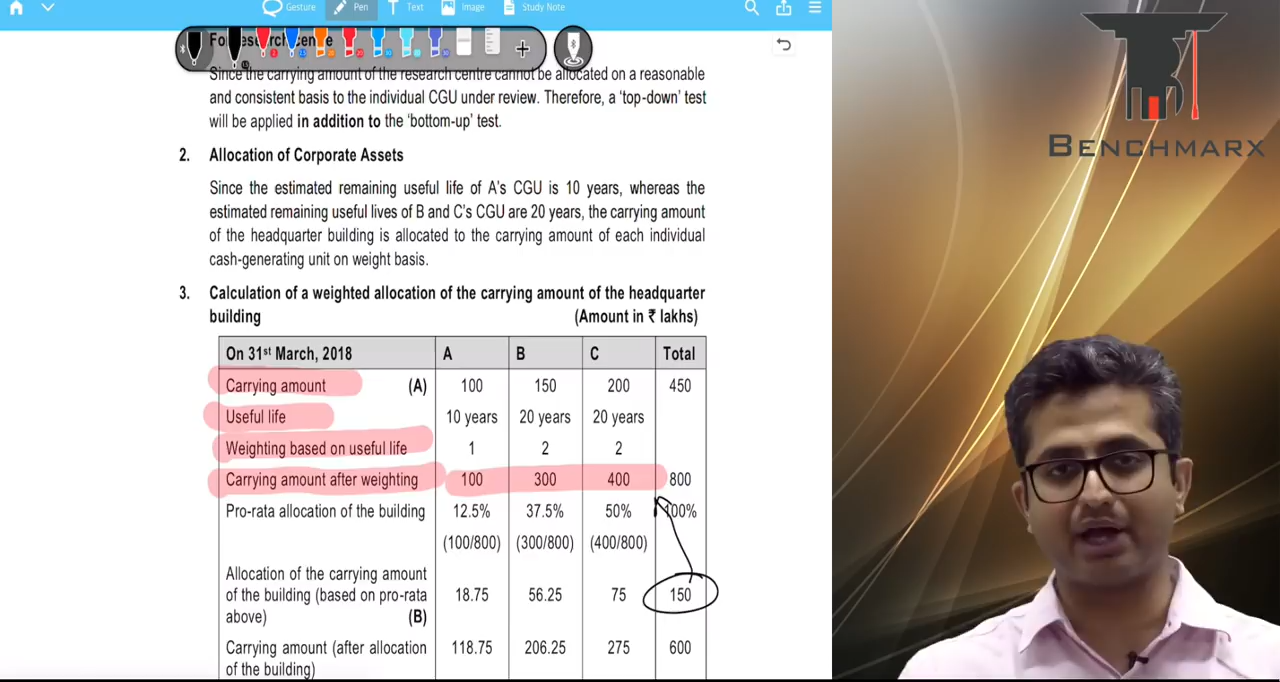 Gesture Pen Text Image Study Note
For Research Centre
Since the carrying amount of the research centre cannot be allocated on a reasonable
and consistent basis to the individual CGU under review. Therefore, a ‘top-down’ test
will be applied in addition to the ‘bottom-up’ test.
2. Allocation of Corporate Assets
Since the estimated remaining useful life of A’s CGU is 10 years, whereas the
estimated remaining useful lives of B and C’s CGU are 20 years, the carrying amount
of the headquarter building is allocated to the carrying amount of each individual
cash-generating unit on weight basis.
3. Calculation of a weighted allocation of the carrying amount of the headquarter
building (Amount in ₹ lakhs)
On 31st March, 2018 A B C Total
Carrying amount (A) 100 150 200 450
Useful life 10 years 20 years 20 years
Weighting based on useful life 1 2 2
Carrying amount after weighting 100 300 400 800
Pro-rata allocation of the building 12.5% 37.5% 50% 100%
(100/800) (300/800) (400/800)
Allocation of the carrying amount
of the building (based on pro-rata 18.75 56.25 75 150
above) (B)
Carrying amount (after allocation 118.75 206.25 275 600
of the building)
BENCHMARX